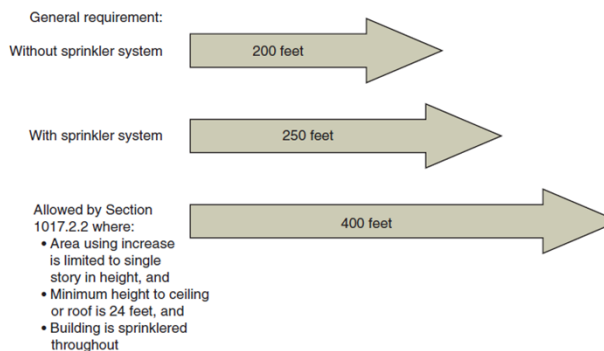 General requirement:
Without sprinkler system
200 feet
With sprinkler system
250 feet
Allowed by Section
1017.2.2 where:
• Area using increase
is limited to single
story in height, and
• Minimum height to ceiling
or roof is 24 feet, and
• Building is sprinklered
throughout
400 feet